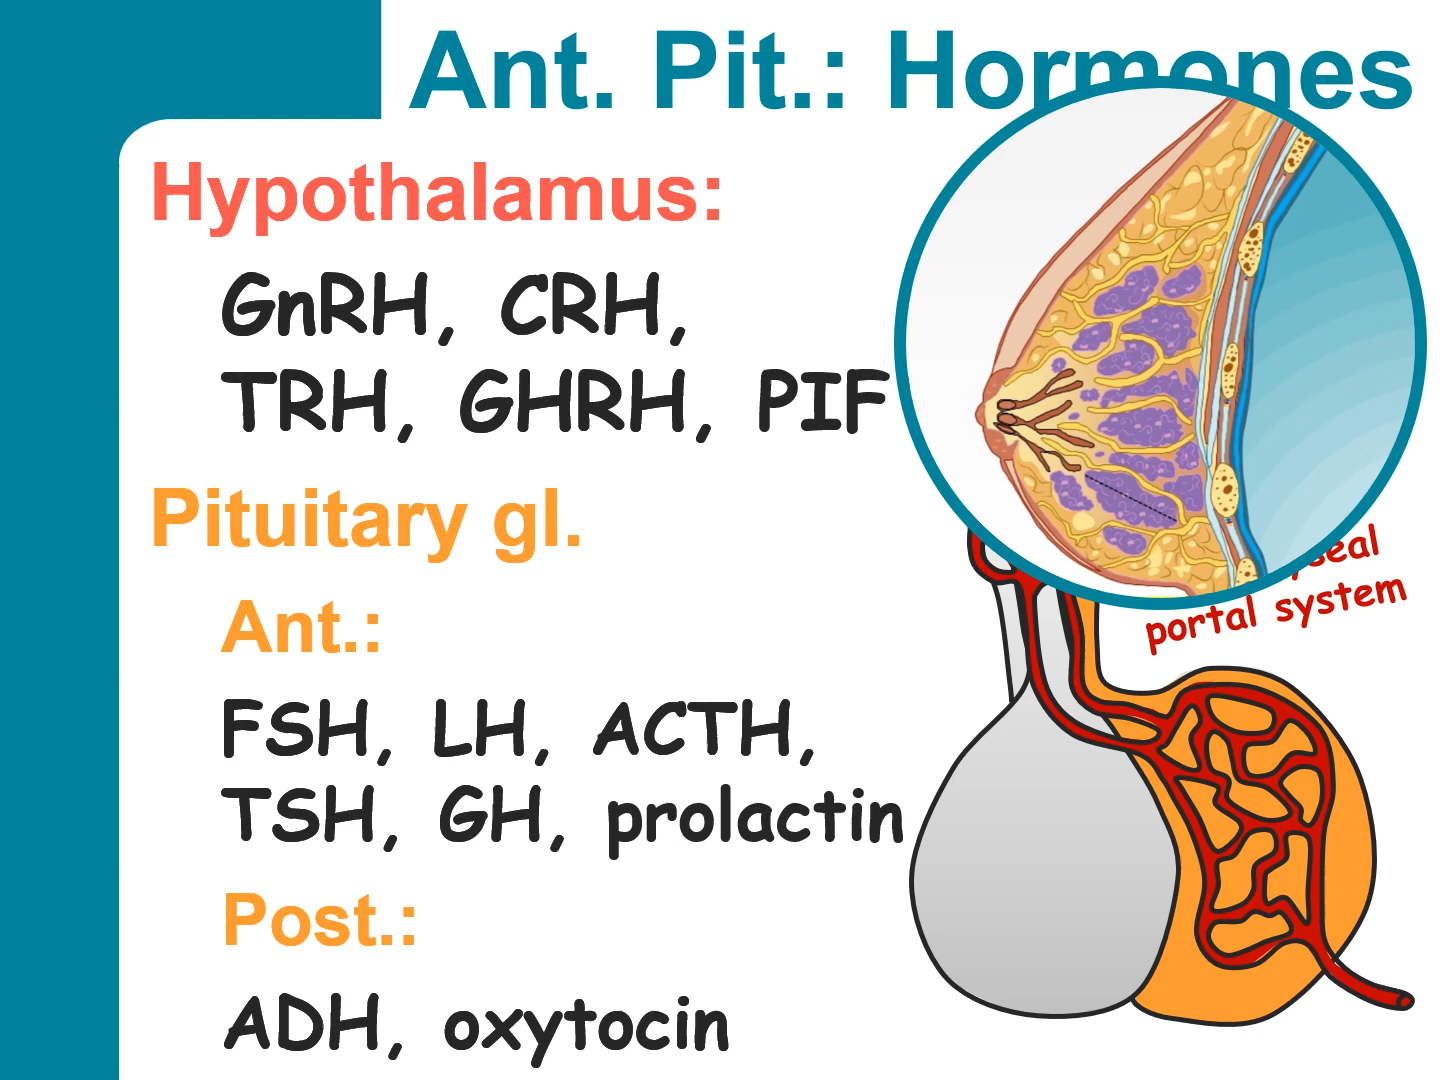 Ant. Pit.: Hormones
Hypothalamus:
GnRH, CRH,
TRH, GHRH, PIF
Pituitary gl.
Ant.:
FSH, LH, ACTH,
TSH, GH, prolactin
Post.:
ADH, oxytocin
portal system